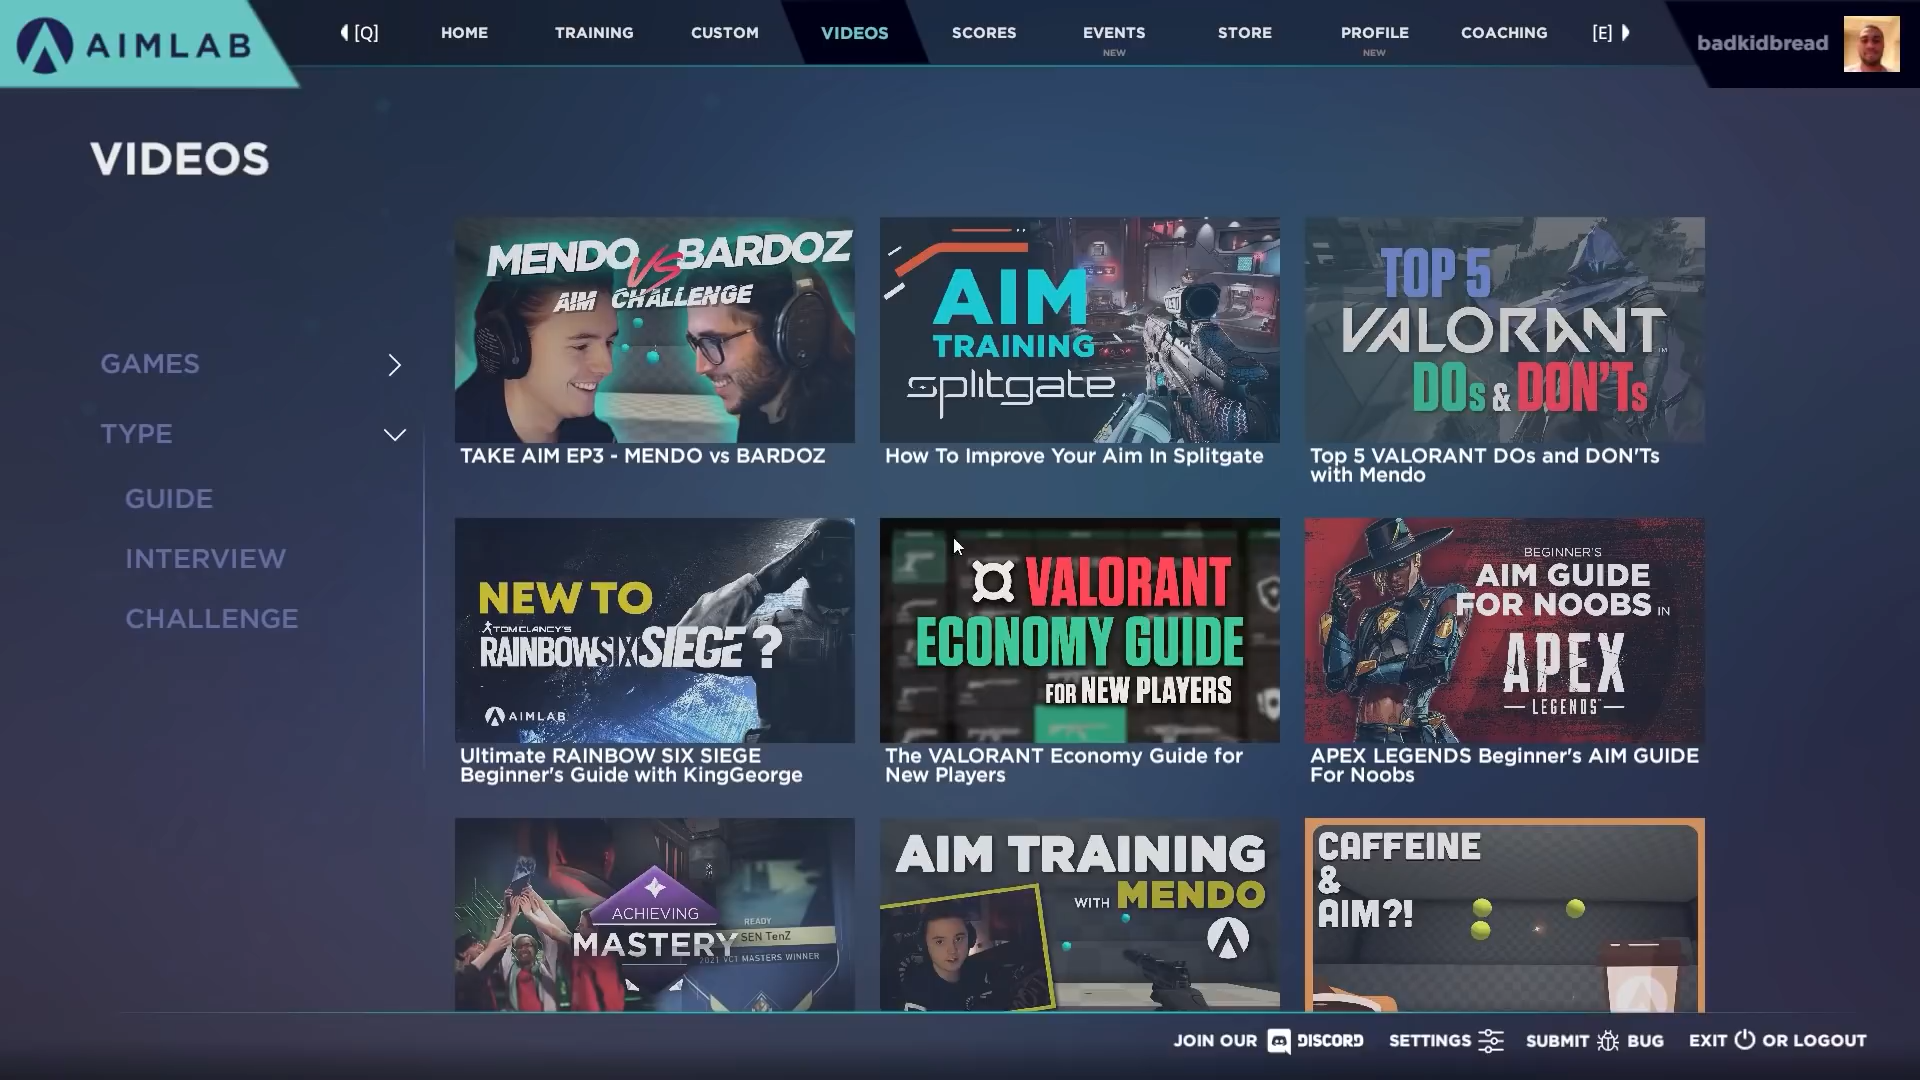 AIMLAB
[Q]
HOME
TRAINING
CUSTOM
VIDEOS
SCORES
EVENTS
NEW
STORE
PROFILE
NEW
COACHING
[E]
badkidbread
VIDEOS
GAMES
TYPE
GUIDE
INTERVIEW
CHALLENGE
MENDO VS BARDOZ
AIM CHALLENGE
TAKE AIM EP3 - MENDO vs BARDOZ
AIM
TRAINING
splitgate
How To Improve Your Aim In Splitgate
TOP 5
VALORANT
DOs & DON'Ts
Top 5 VALORANT DOs and DON'Ts
with Mendo
NEW TO
TOM CLANCY'S
RAINBOW SIX SIEGE ?
AIMLAB
Ultimate RAINBOW SIX SIEGE
Beginner's Guide with KingGeorge
VALORANT
ECONOMY GUIDE
FOR NEW PLAYERS
The VALORANT Economy Guide for
New Players
BEGINNER'S
AIM GUIDE
FOR NOOBS IN
APEX
LEGENDS
APEX LEGENDS Beginner's AIM GUIDE
For Noobs
ACHIEVING
MASTERY
READY
SEN TenZ
2021 VCT MASTERS WINNER
AIM TRAINING
WITH MENDO
CAFFEINE
&
AIM?!
JOIN OUR DISCORD
SETTINGS
SUBMIT BUG
EXIT OR LOGOUT